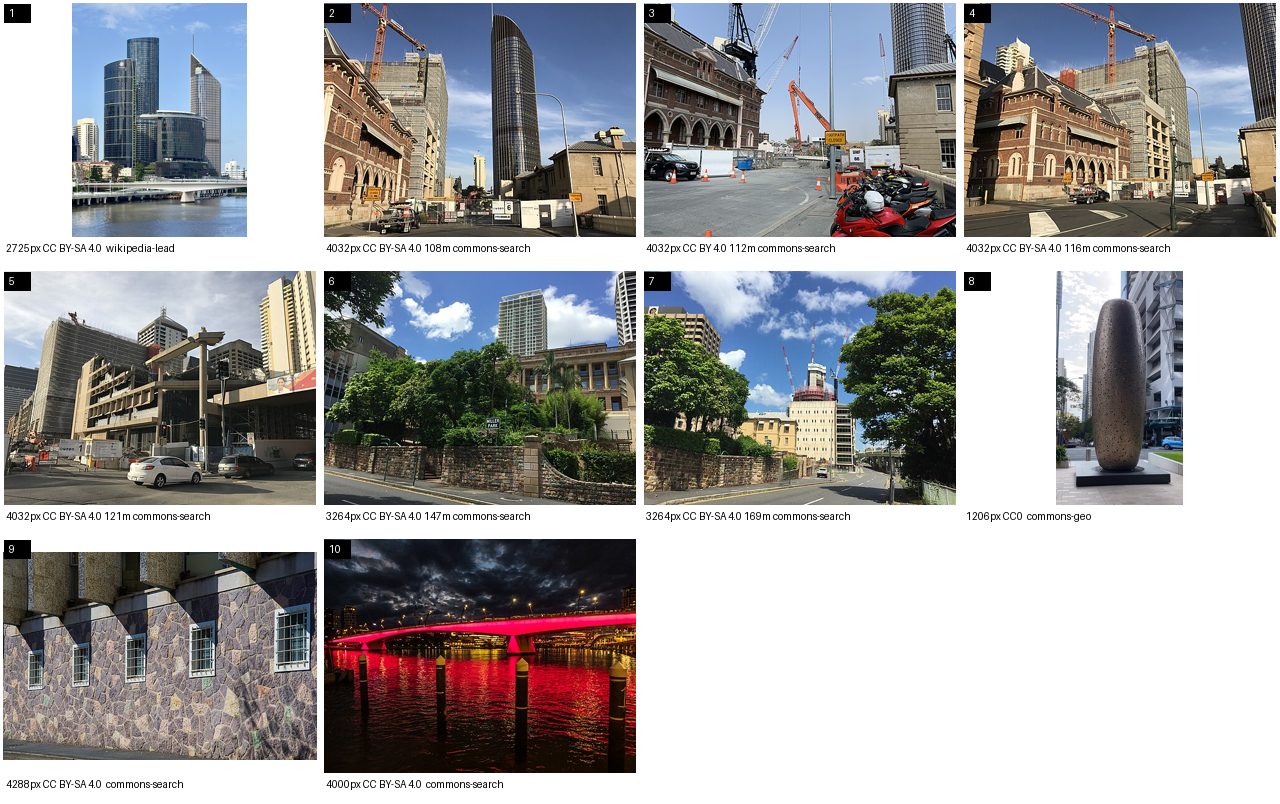 1
2
3
4
2725px CC BY-SA 4.0 wikipedia-lead
4032px CC BY-SA 4.0 108m commons-search
4032px CC BY 4.0 112m commons-search
4032px CC BY-SA 4.0 116m commons-search
5
6
7
8
4032px CC BY-SA 4.0 121m commons-search
3264px CC BY-SA 4.0 147m commons-search
3264px CC BY-SA 4.0 169m commons-search
1206px CC0 commons-geo
9
10
4288px CC BY-SA 4.0 commons-search
4000px CC BY-SA 4.0 commons-search